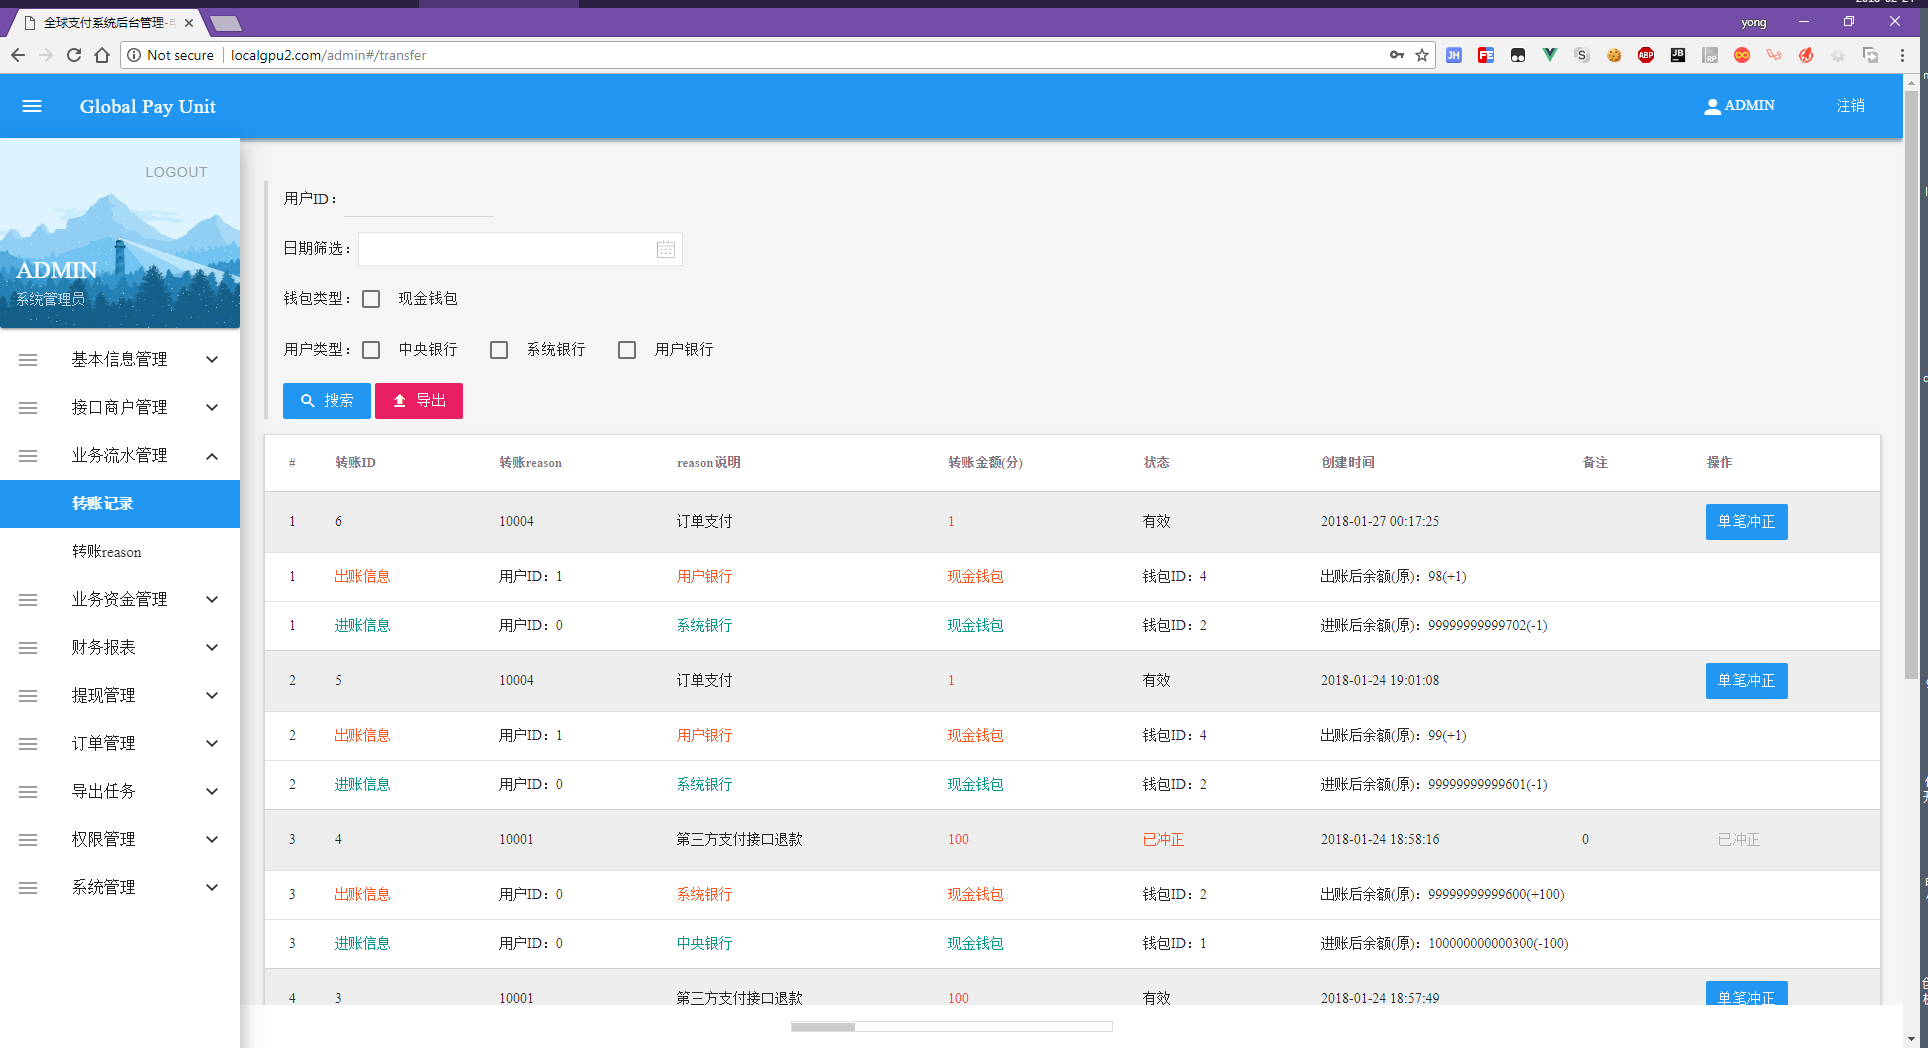 全球支付系统后台管理-
yong
Not secure
localgpu2.com/admin#/transfer
Global Pay Unit
ADMIN
注销
LOGOUT
ADMIN
系统管理员
基本信息管理
接口商户管理
业务流水管理
转账记录
转账reason
业务资金管理
财务报表
提现管理
订单管理
导出任务
权限管理
系统管理
用户ID：
日期筛选：
钱包类型： 现金钱包
用户类型： 中央银行 系统银行 用户银行
搜索 导出
# 转账ID 转账reason reason说明 转账金额(分) 状态 创建时间 备注 操作
1 6 10004 订单支付 1 有效 2018-01-27 00:17:25 单笔冲正
1 出账信息 用户ID：1 用户银行 现金钱包 钱包ID：4 出账后余额(原)：98(+1)
1 进账信息 用户ID：0 系统银行 现金钱包 钱包ID：2 进账后余额(原)：99999999999702(-1)
2 5 10004 订单支付 1 有效 2018-01-24 19:01:08 单笔冲正
2 出账信息 用户ID：1 用户银行 现金钱包 钱包ID：4 出账后余额(原)：99(+1)
2 进账信息 用户ID：0 系统银行 现金钱包 钱包ID：2 进账后余额(原)：99999999999601(-1)
3 4 10001 第三方支付接口退款 100 已冲正 2018-01-24 18:58:16 0 已冲正
3 出账信息 用户ID：0 系统银行 现金钱包 钱包ID：2 出账后余额(原)：99999999999600(+100)
3 进账信息 用户ID：0 中央银行 现金钱包 钱包ID：1 进账后余额(原)：100000000000300(-100)
4 3 10001 第三方支付接口退款 100 有效 2018-01-24 18:57:49 单笔冲正